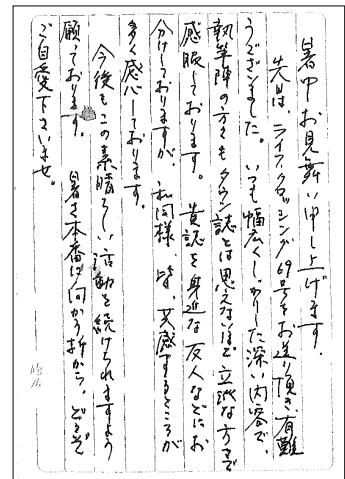 暑中お見舞い申し上げます。
先日は、ライフ・クロッシング69号をお送り頂き、有難
うございました。いつも幅広くしっかりした深い内容で、
執筆陣の方々もタウン誌とは思えないほど立派な方々で
感服しております。貴誌を身近な友人などにお
分けしておりますが、私同様、皆、共感するところが
多く感心しております。
今後もこの素晴らしい活動を続けられますよう
願っております。暑さ本番に向かう折から、どうぞ
ご自愛下さいませ。